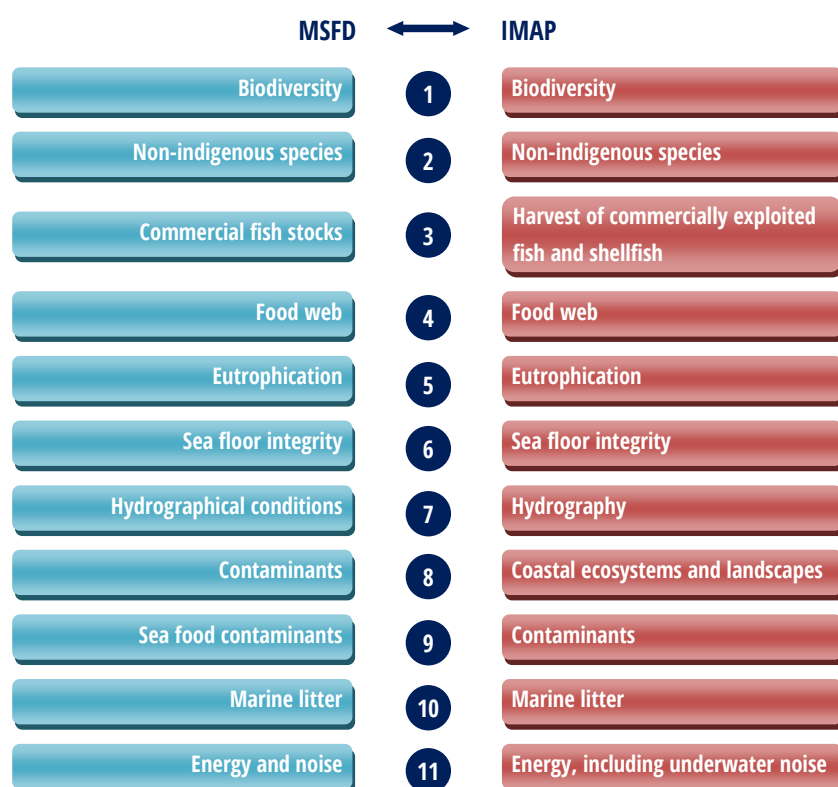 MSFD IMAP
Biodiversity 1 Biodiversity
Non-indigenous species 2 Non-indigenous species
Commercial fish stocks 3 Harvest of commercially exploited
fish and shellfish
Food web 4 Food web
Eutrophication 5 Eutrophication
Sea floor integrity 6 Sea floor integrity
Hydrographical conditions 7 Hydrography
Contaminants 8 Coastal ecosystems and landscapes
Sea food contaminants 9 Contaminants
Marine litter 10 Marine litter
Energy and noise 11 Energy, including underwater noise